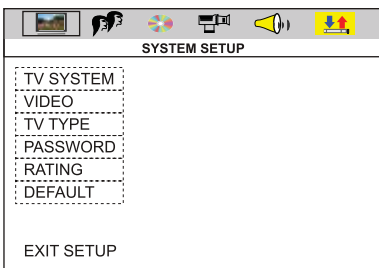 SYSTEM SETUP
TV SYSTEM
VIDEO
TV TYPE
PASSWORD
RATING
DEFAULT
EXIT SETUP